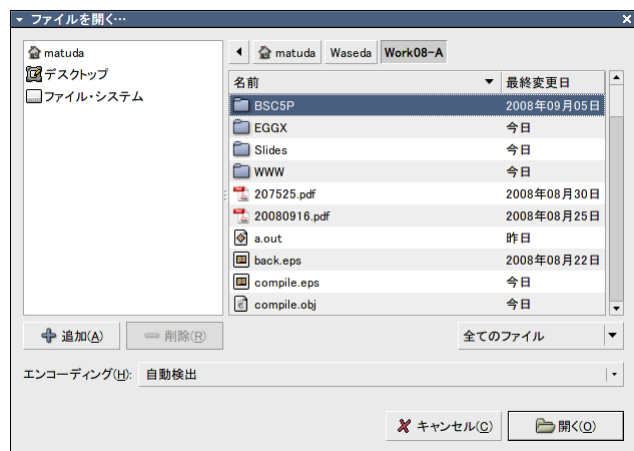 ファイルを開く…
matuda
デスクトップ
ファイル・システム
matuda Waseda Work08-A
名前 最終変更日
BSC5P 2008年09月05日
EGGX 今日
Slides 今日
WWW 今日
207525.pdf 2008年08月30日
20080916.pdf 2008年08月25日
a.out 昨日
back.eps 2008年08月22日
compile.eps 今日
compile.obj 今日
追加(A) 削除(R) 全てのファイル
エンコーディング(H): 自動検出
キャンセル(C) 開く(O)